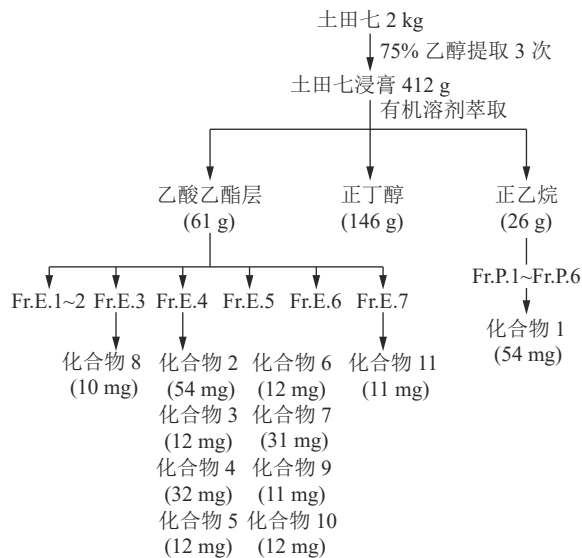 土田七 2 kg
75% 乙醇提取 3 次
土田七浸膏 412 g
有机溶剂萃取
乙酸乙酯层
(61 g)
正丁醇
(146 g)
正乙烷
(26 g)
Fr.E.1~2 Fr.E.3 Fr.E.4 Fr.E.5 Fr.E.6 Fr.E.7
Fr.P.1~Fr.P.6
化合物 8
(10 mg)
化合物 2
(54 mg)
化合物 3
(12 mg)
化合物 4
(32 mg)
化合物 5
(12 mg)
化合物 6
(12 mg)
化合物 7
(31 mg)
化合物 9
(11 mg)
化合物 10
(12 mg)
化合物 11
(11 mg)
化合物 1
(54 mg)